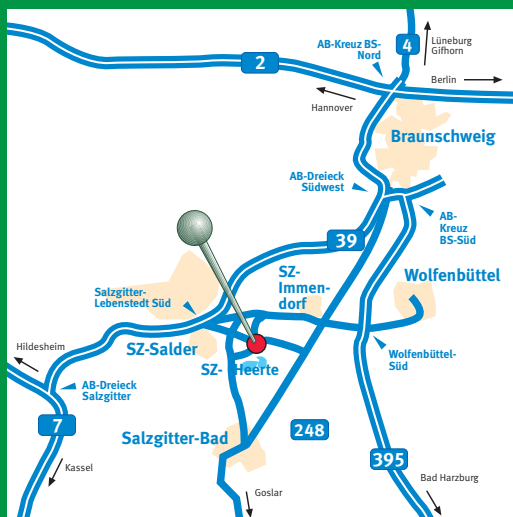 AB-Kreuz BS-
Nord
4
Lüneburg
Gifhorn
2
Berlin
Hannover
Braunschweig
AB-Dreieck
Südwest
AB-
Kreuz
BS-Süd
39
SZ-
Immen-
dorf
Wolfenbüttel
Salzgitter-
Lebenstedt Süd
Hildesheim
SZ-Salder
SZ- Heerte
Wolfenbüttel-
Süd
AB-Dreieck
Salzgitter
7
Salzgitter-Bad
248
395
Kassel
Bad Harzburg
Goslar